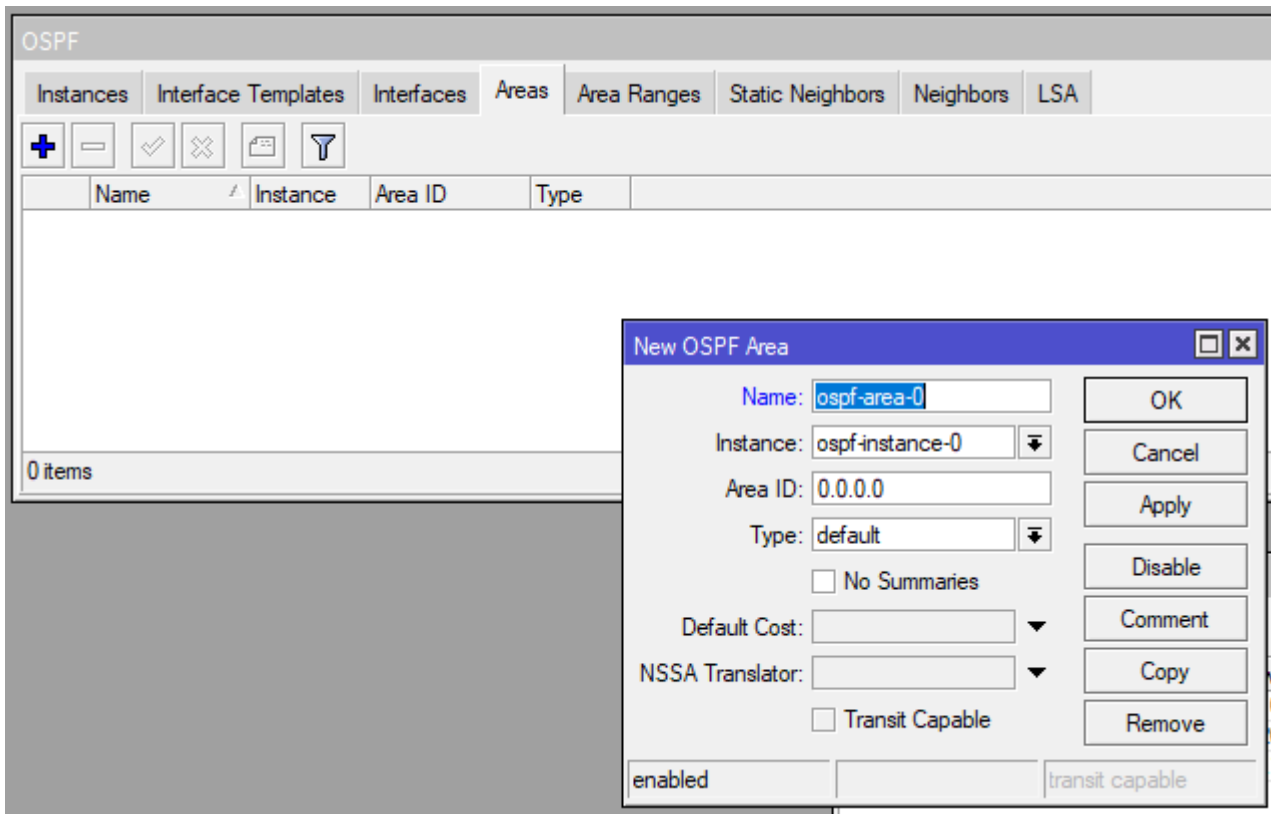 OSPF
Instances Interface Templates Interfaces Areas Area Ranges Static Neighbors Neighbors LSA
Name Instance Area ID Type
0 items
New OSPF Area
Name: ospf-area-0
Instance: ospf-instance-0
Area ID: 0.0.0.0
Type: default
No Summaries
Default Cost:
NSSA Translator:
Transit Capable
OK
Cancel
Apply
Disable
Comment
Copy
Remove
enabled transit capable